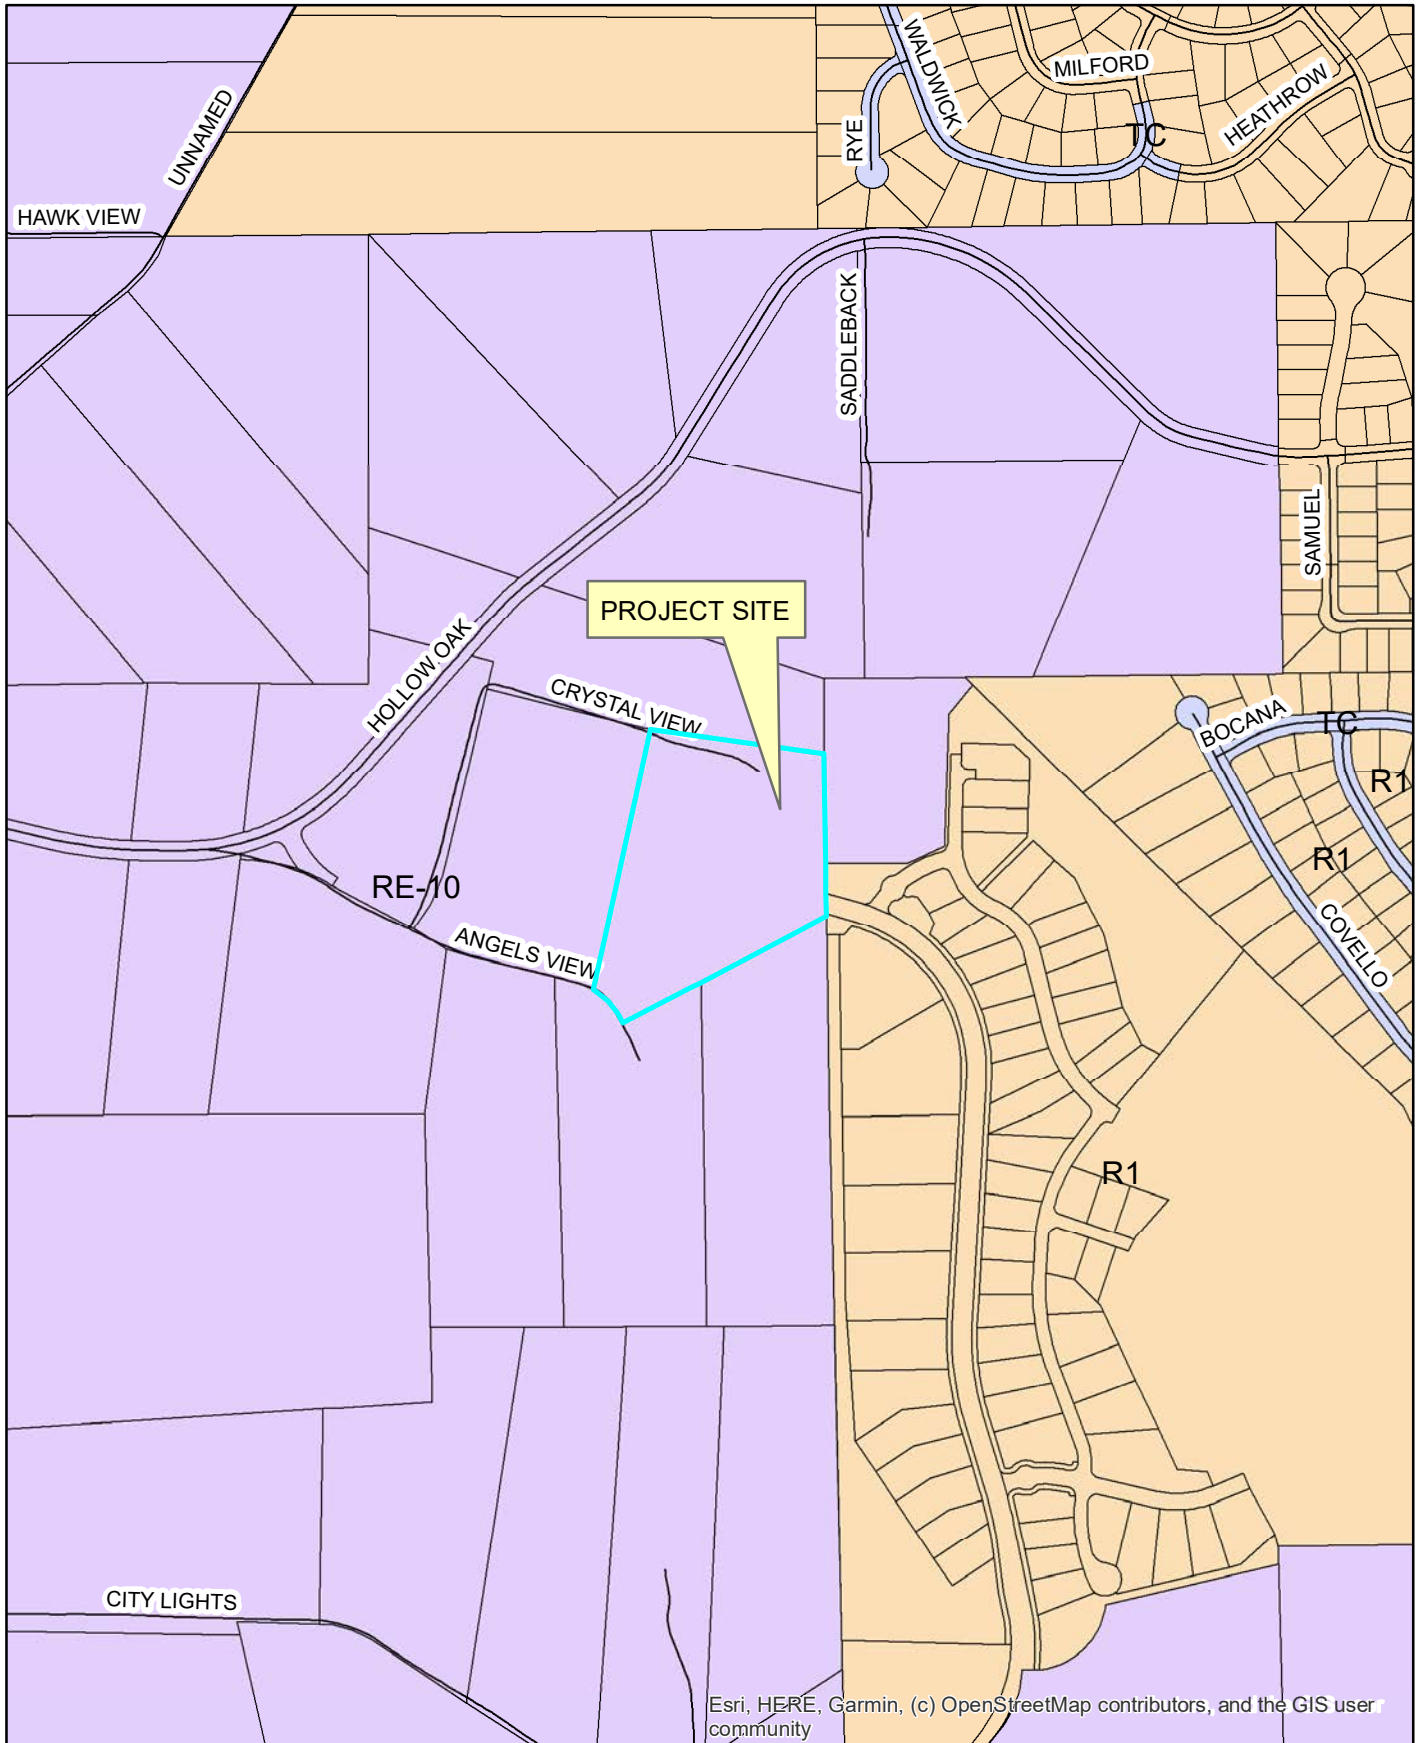 WALDWICK
MILFORD
HEATHROW
UNNAMED
RYE
TC
HAWK VIEW
SADDLEBACK
SAMUEL
PROJECT SITE
HOLLOW OAK
CRYSTAL VIEW
BOCANA
TC
R1
R1
RE-10
COVELLO
ANGELS VIEW
R1
CITY LIGHTS
Esri, HERE, Garmin, (c) OpenStreetMap contributors, and the GIS user
community